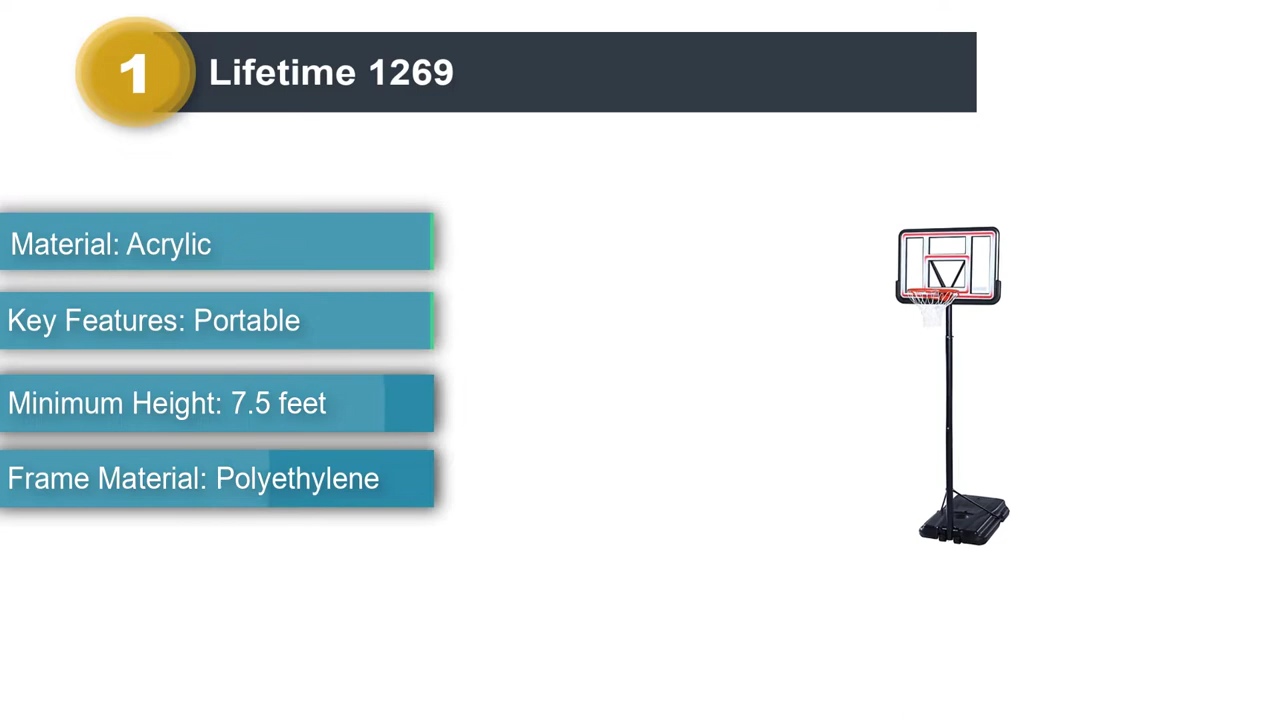 1
Lifetime 1269
Material: Acrylic
Key Features: Portable
Minimum Height: 7.5 feet
Frame Material: Polyethylene